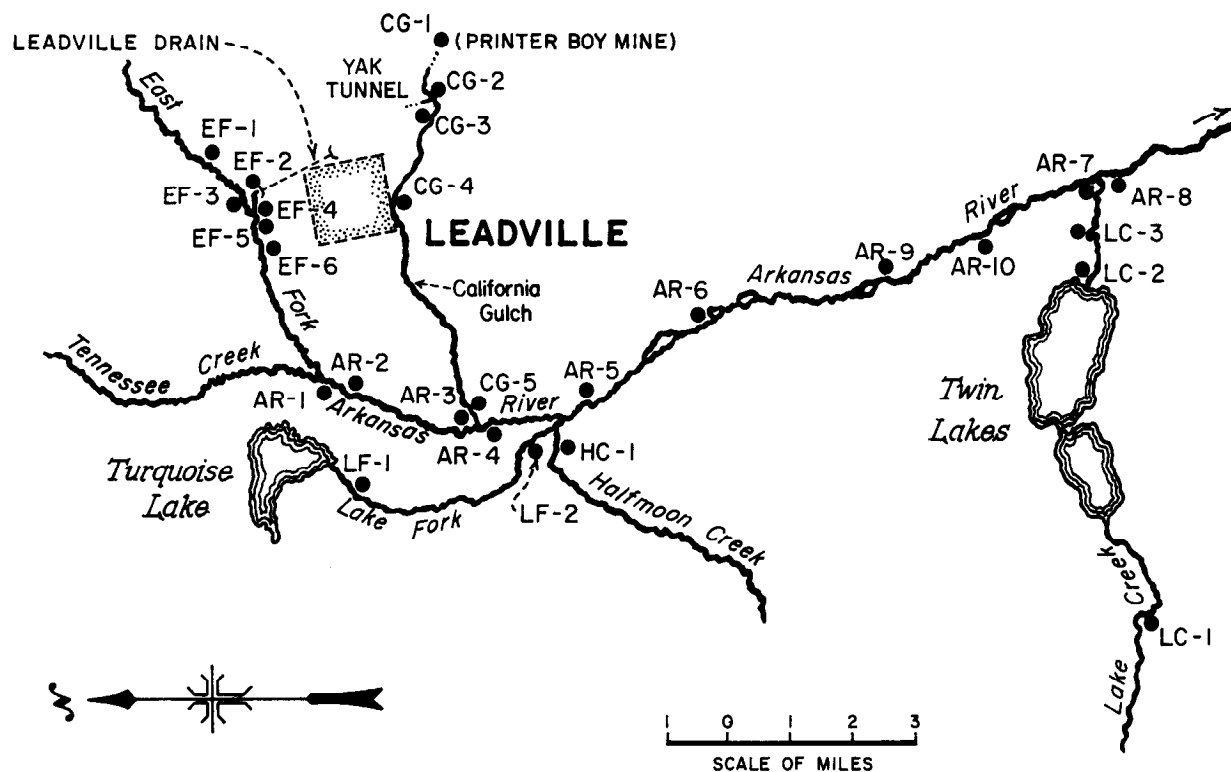 CG-1
(PRINTER BOY MINE)
LEADVILLE DRAIN
YAK
TUNNEL
CG-2
CG-3
East
Fork
EF-1
EF-2
EF-3
EF-4
EF-5
EF-6
CG-4
LEADVILLE
California
Gulch
AR-7
AR-8
River
LC-3
LC-2
AR-9
AR-10
Arkansas
AR-6
Tennessee
Creek
AR-2
AR-1
Arkansas
AR-3
CG-5
River
AR-5
AR-4
HC-1
Twin
Lakes
Turquoise
Lake
LF-1
Lake
Fork
LF-2
Halfmoon Creek
Creek
LC-1
Lake
N
1 0 1 2 3
SCALE OF MILES